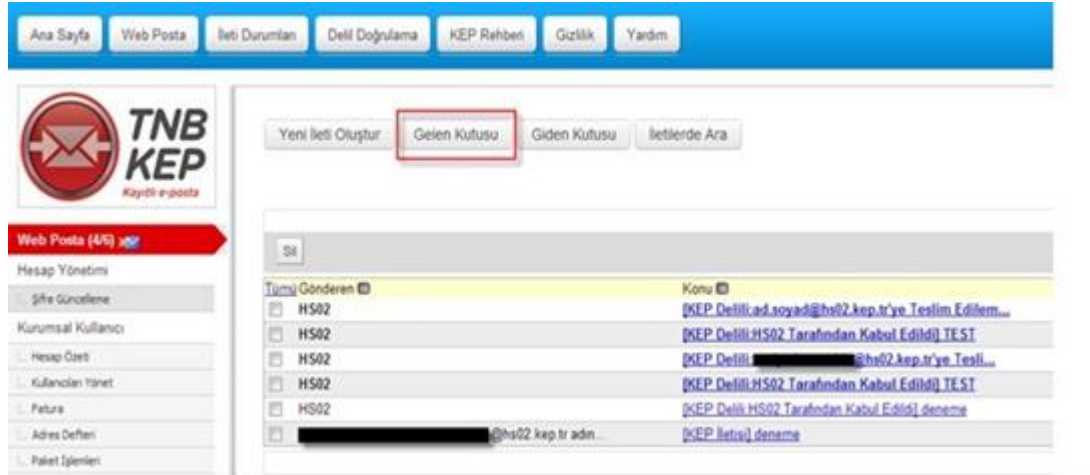 Ana Sayfa Web Posta İleti Durumları Delil Doğrulama KEP Rehberi Gizlilik Yardım
TNB
KEP
Kayıtlı e-posta
Yeni İleti Oluştur Gelen Kutusu Giden Kutusu İletilerde Ara
Web Posta (4/6)
Hesap Yönetimi
Şifre Güncelleme
Kurumsal Kullanıcı
Hesap Özeti
Kullanıcıları Yönet
Fatura
Adres Defteri
Paket İşlemleri
Sil
Tümü Gönderen Konu
HS02 [KEP Delili:ad.soyad@hs02.kep.tr'ye Teslim Edilem...
HS02 [KEP Delili:HS02 Tarafından Kabul Edildi] TEST
HS02 [KEP Delili: @hs02.kep.tr'ye Tesli...
HS02 [KEP Delili:HS02 Tarafından Kabul Edildi] TEST
HS02 [KEP Delili:HS02 Tarafından Kabul Edildi] deneme
@hs02.kep.tr adın... [KEP İletisi] deneme